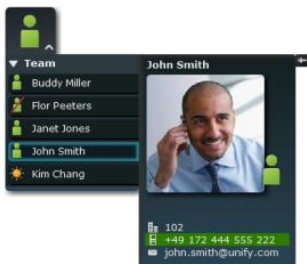 Team
Buddy Miller
Flor Peeters
Janet Jones
John Smith
Kim Chang
John Smith
102
+49 172 444 555 222
john.smith@unify.com